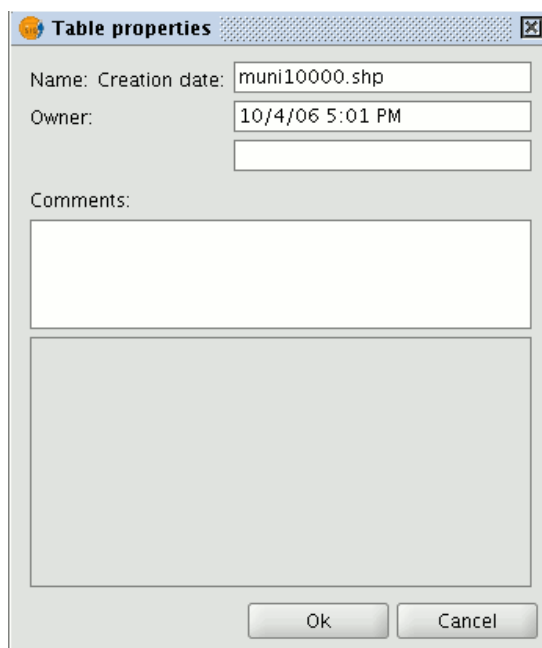 Table properties
Name: Creation date: muni10000.shp
Owner: 10/4/06 5:01 PM
Comments:
Ok Cancel